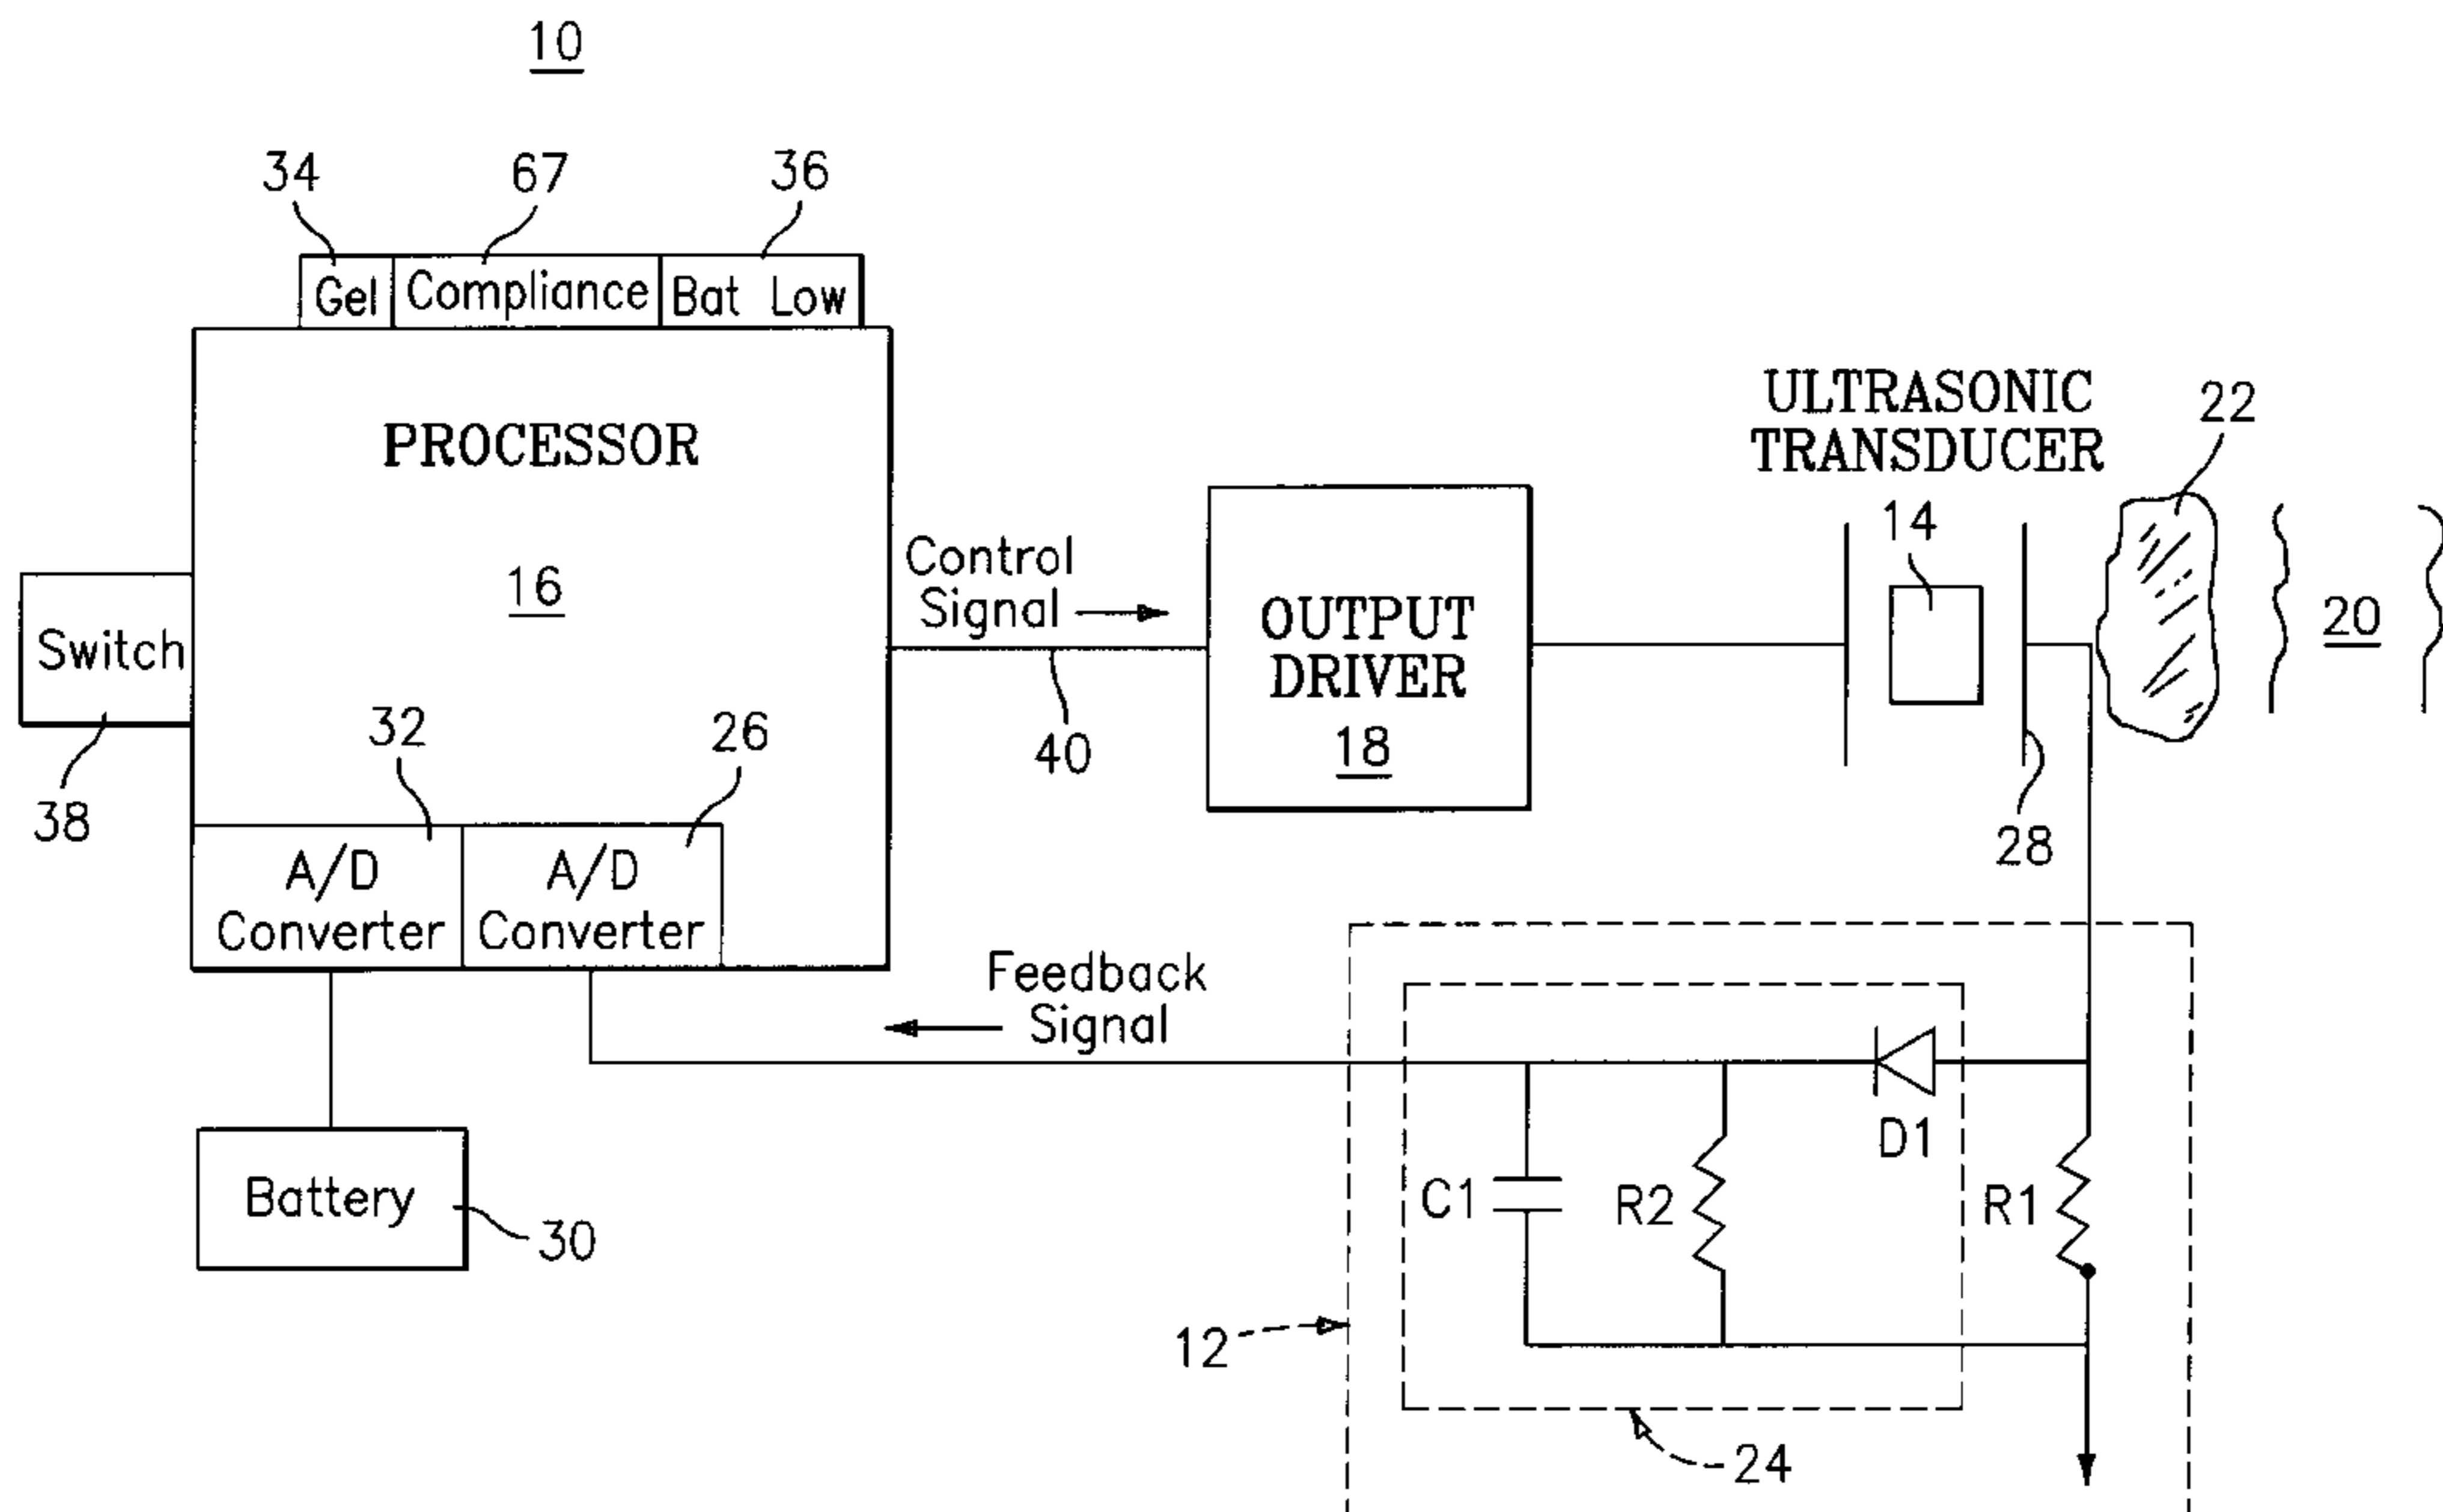 10
34
67
36
Gel
Compliance
Bat Low
PROCESSOR
16
Switch
38
32
26
A/D
Converter
A/D
Converter
Battery
30
Control
Signal
40
OUTPUT
DRIVER
18
ULTRASONIC
TRANSDUCER
14
22
20
28
Feedback
Signal
C1
R2
D1
R1
12
24